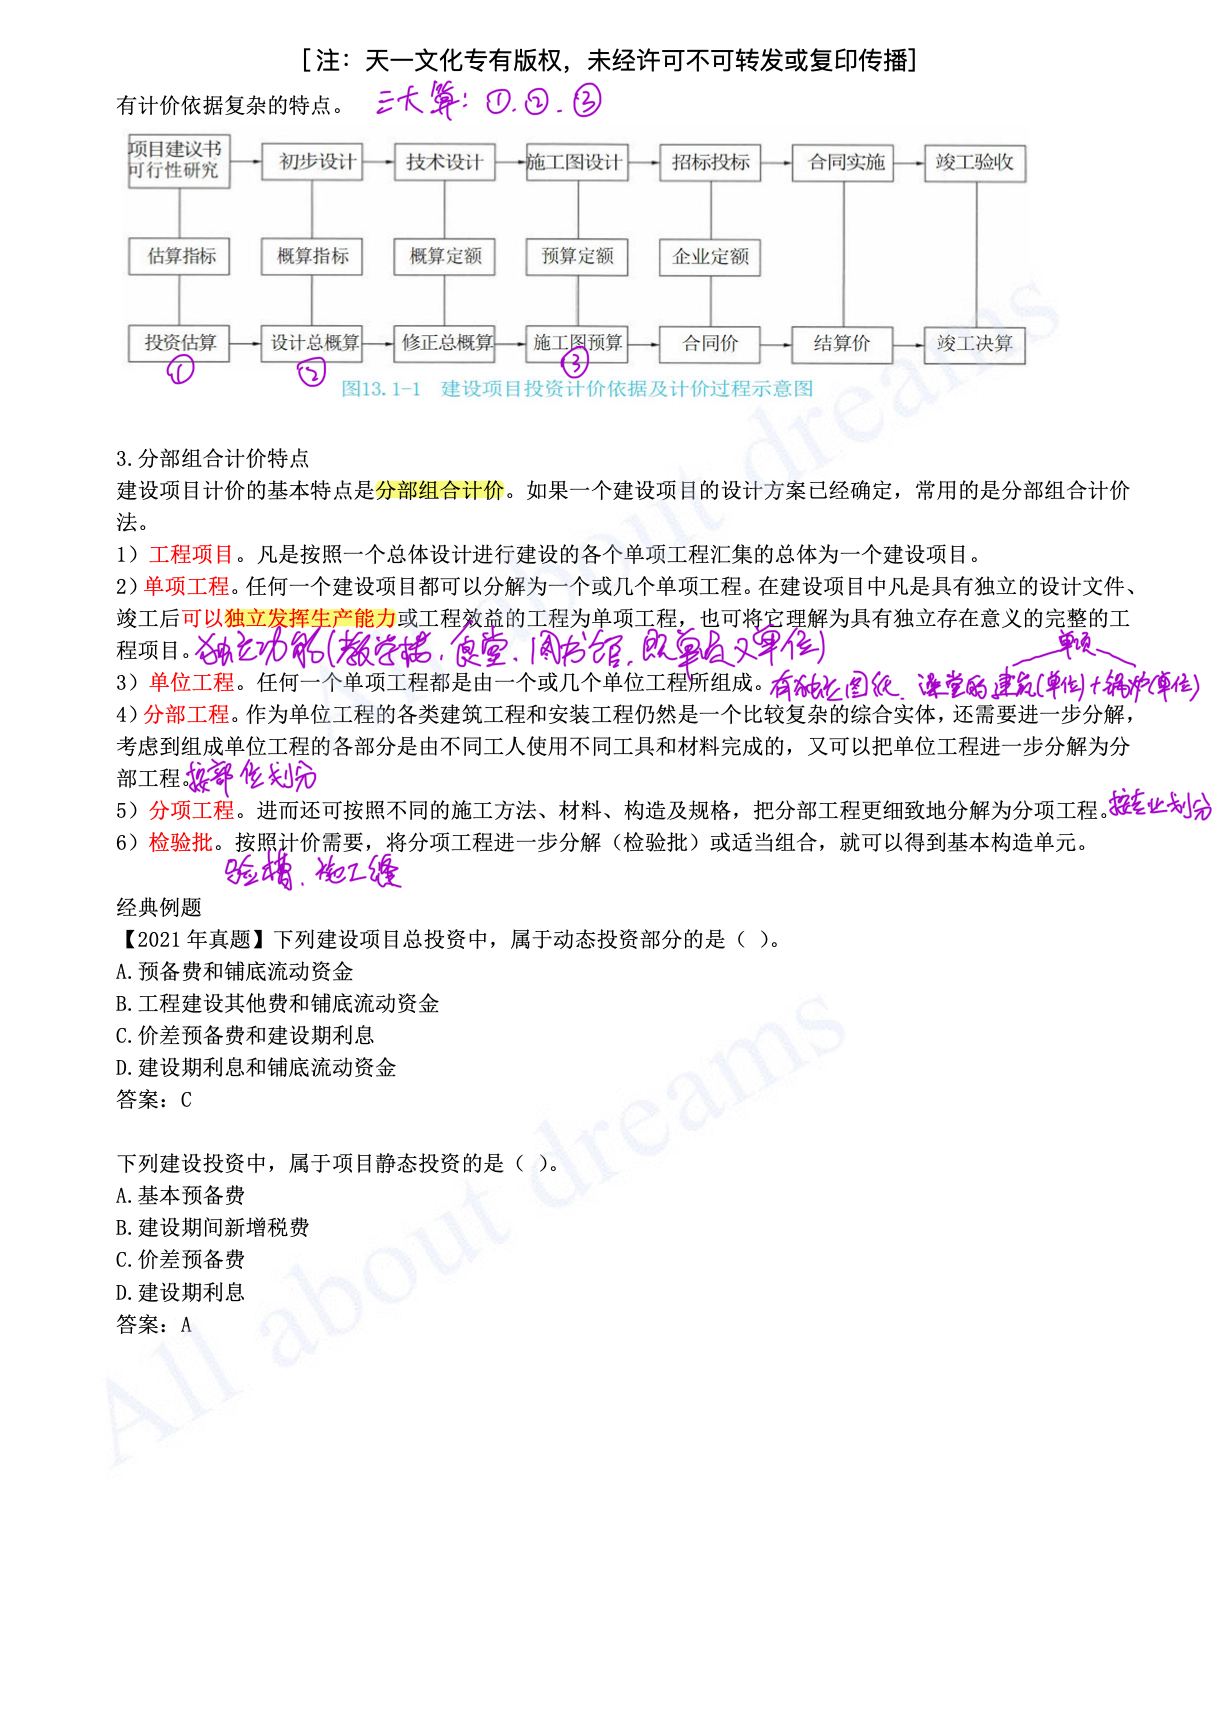 [注：天一文化专有版权，未经许可不可转发或复印传播]
有计价依据复杂的特点。 三大算：①.②.③
项目建议书
可行性研究 初步设计 技术设计 施工图设计 招标投标 合同实施 竣工验收
估算指标 概算指标 概算定额 预算定额 企业定额
投资估算 设计总概算 修正总概算 施工图预算 合同价 结算价 竣工决算
① ② ③
图13.1-1 建设项目投资计价依据及计价过程示意图
3.分部组合计价特点
建设项目计价的基本特点是分部组合计价。如果一个建设项目的设计方案已经确定，常用的是分部组合计价
法。
1）工程项目。凡是按照一个总体设计进行建设的各个单项工程汇集的总体为一个建设项目。
2）单项工程。任何一个建设项目都可以分解为一个或几个单项工程。在建设项目中凡是具有独立的设计文件、
竣工后可以独立发挥生产能力或工程效益的工程为单项工程，也可将它理解为具有独立存在意义的完整的工
程项目。独立功能(教学楼.食堂.图书馆.既单项又单位)
单项
3）单位工程。任何一个单项工程都是由一个或几个单位工程所组成。有独立图纸.澡堂的建筑(单位)+锅炉(单位)
4）分部工程。作为单位工程的各类建筑工程和安装工程仍然是一个比较复杂的综合实体，还需要进一步分解，
考虑到组成单位工程的各部分是由不同工人使用不同工具和材料完成的，又可以把单位工程进一步分解为分
部工程。按部位划分
5）分项工程。进而还可按照不同的施工方法、材料、构造及规格，把分部工程更细致地分解为分项工程。按专业划分
6）检验批。按照计价需要，将分项工程进一步分解（检验批）或适当组合，就可以得到基本构造单元。
验槽.施工缝
经典例题
【2021 年真题】下列建设项目总投资中，属于动态投资部分的是（ ）。
A.预备费和铺底流动资金
B.工程建设其他费和铺底流动资金
C.价差预备费和建设期利息
D.建设期利息和铺底流动资金
答案：C
下列建设投资中，属于项目静态投资的是（ ）。
A.基本预备费
B.建设期间新增税费
C.价差预备费
D.建设期利息
答案：A
All about dreams
All about dreams